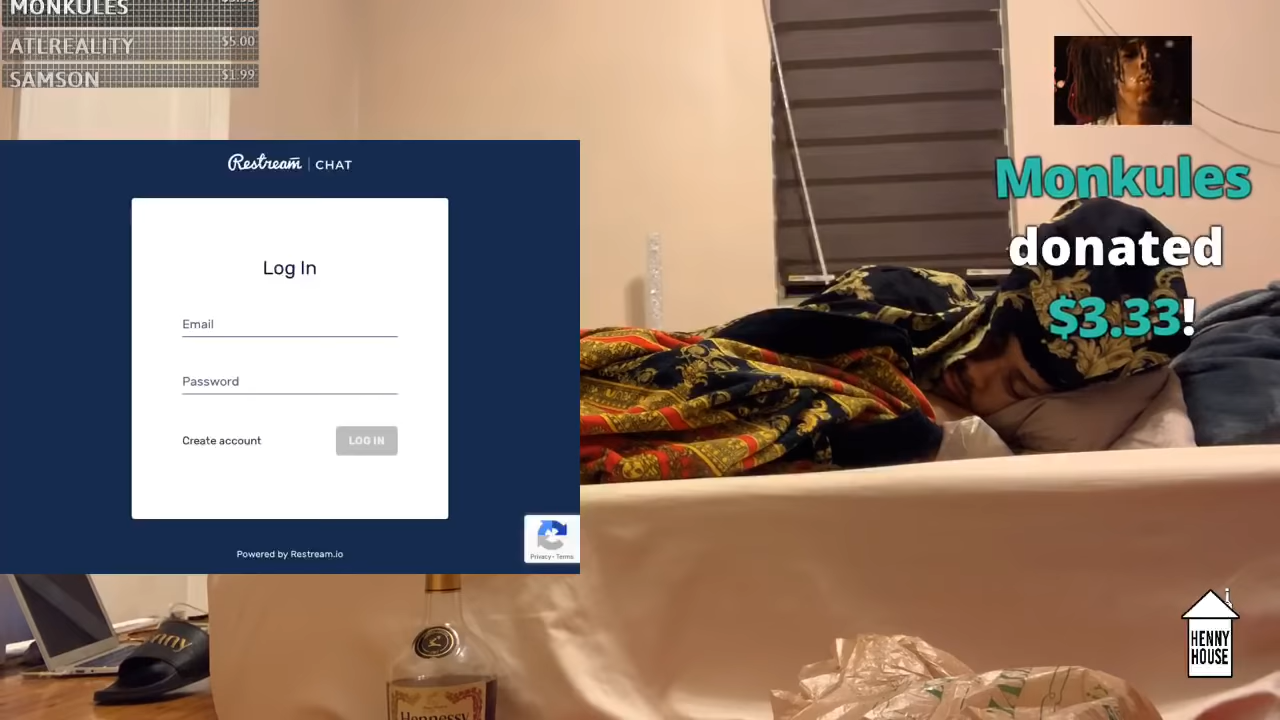 MONKULES
ATLREALITY $5.00
SAMSON $1.99
Restream | CHAT
Log In
Email
Password
Create account LOG IN
Privacy - Terms
Powered by Restream.io
Monkules
donated
$3.33!
HENNY
HOUSE
Hennessy